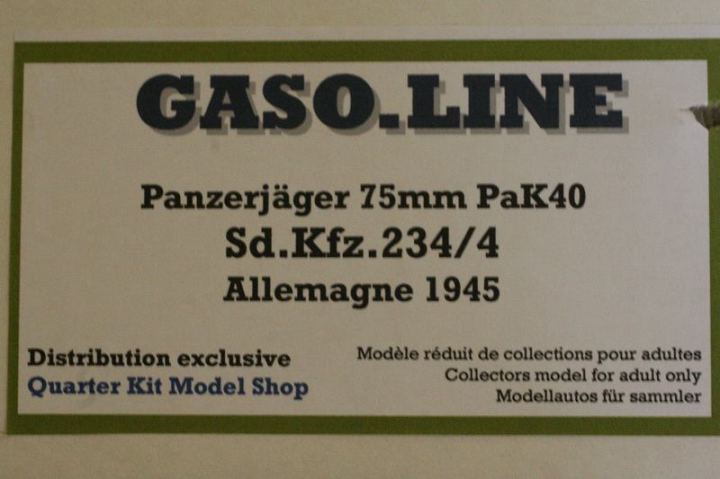 GASO.LINE
Panzerjäger 75mm PaK40
Sd.Kfz.234/4
Allemagne 1945
Distribution exclusive
Quarter Kit Model Shop
Modèle réduit de collections pour adultes
Collectors model for adult only
Modellautos für sammler